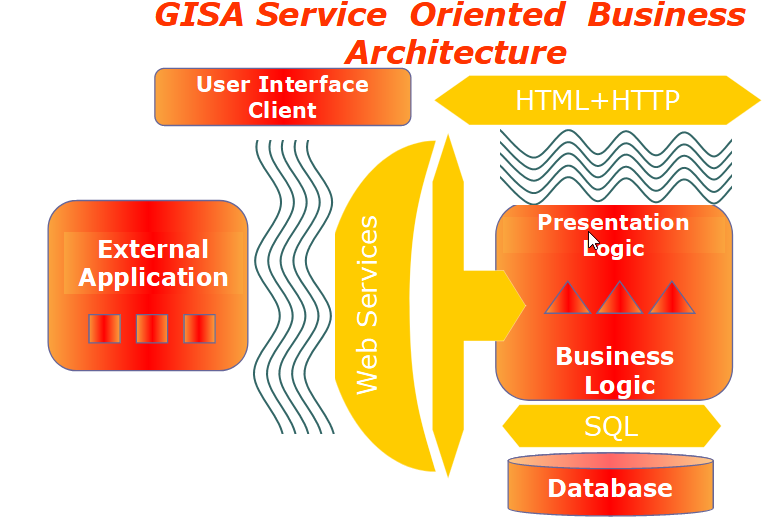 GISA Service Oriented Business
Architecture
User Interface
Client
HTML+HTTP
External
Application
Web Services
Presentation
Logic
Business
Logic
SQL
Database